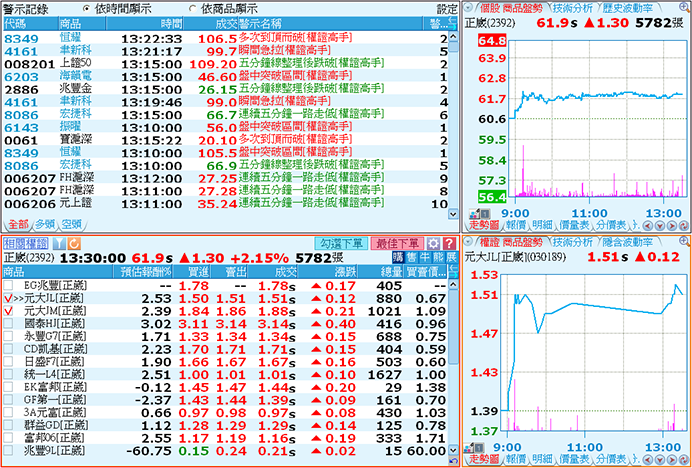 警示記錄 依時間顯示 依商品顯示 設定
代碼 商品 時間 成交 警示名稱 警..
8349 恒耀 13:22:33 106.5 多次到頂而破[權證高手] 2
4161 聿新科 13:21:17 99.7 瞬間急拉[權證高手] 5
008201 上證50 13:15:00 109.20 五分鐘線整理後跌破[權證高手] 2
6203 海韻電 13:15:00 46.60 盤中突破區間[權證高手] 2
2886 兆豐金 13:15:00 26.15 五分鐘線整理後跌破[權證高手] 2
4161 聿新科 13:19:46 99.0 瞬間急拉[權證高手] 4
8086 宏捷科 13:15:00 66.7 連續五分鐘一路走低[權證高手] 2
6143 振曜 13:10:00 56.0 盤中突破區間[權證高手] 1
0061 寶滬深 13:15:22 20.10 多次到頂而破[權證高手] 3
8349 恒耀 13:10:00 105.5 盤中突破區間[權證高手] 1
8086 宏捷科 13:10:00 66.9 五分鐘線整理後跌破[權證高手] 5
006207 FH滬深 13:12:00 27.25 連續五分鐘一路走低[權證高手] 9
006207 FH滬深 13:11:00 27.28 連續五分鐘一路走低[權證高手] 8
006206 元上證 13:11:00 35.24 多次到頂而破[權證高手] 5
全部 多頭 空頭
個股 商品盤勢 技術分析 歷史波動率
正崴(2392) 61.9s ▲1.30 5782張
64.8
63.4
62.1
61.7
60.6
58.5
57.3
56.4
9:00 11:00 13:00
走勢圖 報價 明細 價量表 分價表
相關權證 勾選下單 最佳下單 ?
正崴(2392) 13:30:00 61.9s ▲1.30 +2.15% 5782張 購 售 牛 熊 展
商品 預估報酬% 買進 賣出 成交 漲跌 總量 買賣價...
EG兆豐[正崴] -- 1.78 1.78s ▲ 0.17 405 --
>>元大JL[正崴] 2.53 1.50 1.51 1.51s ▲ 0.12 880 0.67
元大JM[正崴] 2.39 1.84 1.86 1.88s ▲ 0.21 1021 1.09
國泰HJ[正崴] 3.02 3.11 3.14 3.14s ▲ 0.40 416 0.96
永豐G7[正崴] 1.71 1.33 1.34 1.34s ▲ 0.15 688 0.75
CD凱基[正崴] 2.23 1.70 1.71 1.71s ▲ 0.15 404 0.59
日盛F7[正崴] 1.90 1.66 1.67 1.67s ▲ 0.16 503 0.60
統一L4[正崴] 2.51 1.00 1.01 1.01s ▲ 0.10 1627 1.00
EK富邦[正崴] -0.12 1.45 1.47 1.44s ▲ 0.20 29 1.38
GF第一[正崴] -2.37 1.43 1.44 1.39s ▲ 0.09 161 0.70
3A元富[正崴] 0.66 0.97 0.98 0.97s ▲ 0.08 430 1.03
群益GD[正崴] 1.12 1.28 1.29 1.29s ▲ 0.14 125 0.78
富邦06[正崴] 2.55 1.17 1.19 1.16s ▲ 0.19 333 1.71
兆豐9L[正崴] -60.75 0.15 0.24 0.21s ▲ 0.02 15 60.00
權證 商品盤勢 技術分析 隱含波動率
元大JL[正崴](030189) 1.51s ▲0.12
1.53
1.51
1.47
1.43
1.39
1.37
9:00 11:00 13:00
走勢圖 報價 明細 價量表 分價表